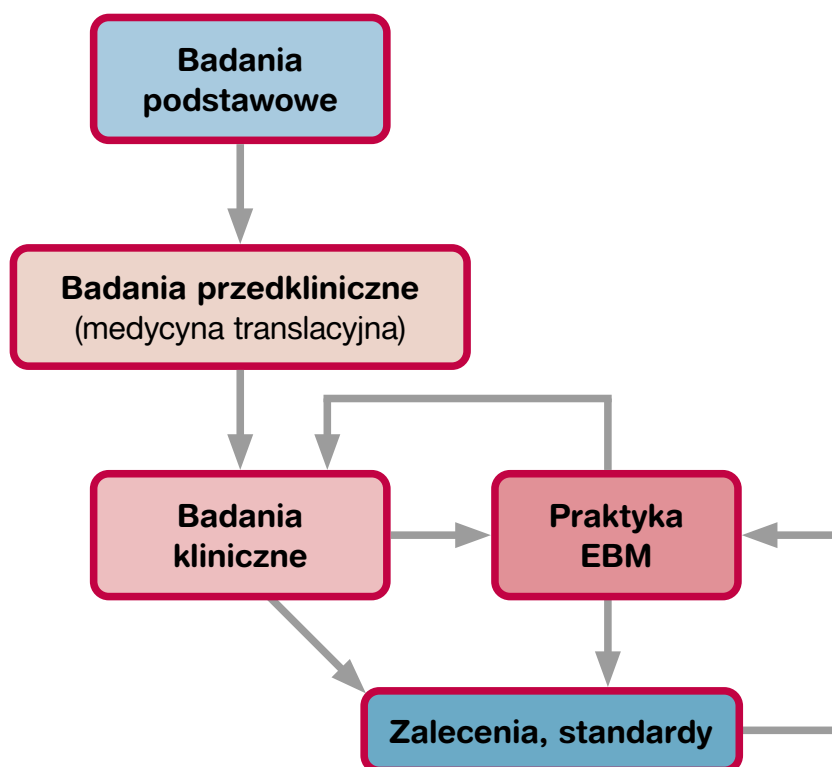 Badania
podstawowe
Badania przedkliniczne
(medycyna translacyjna)
Badania
kliniczne
Praktyka
EBM
Zalecenia, standardy